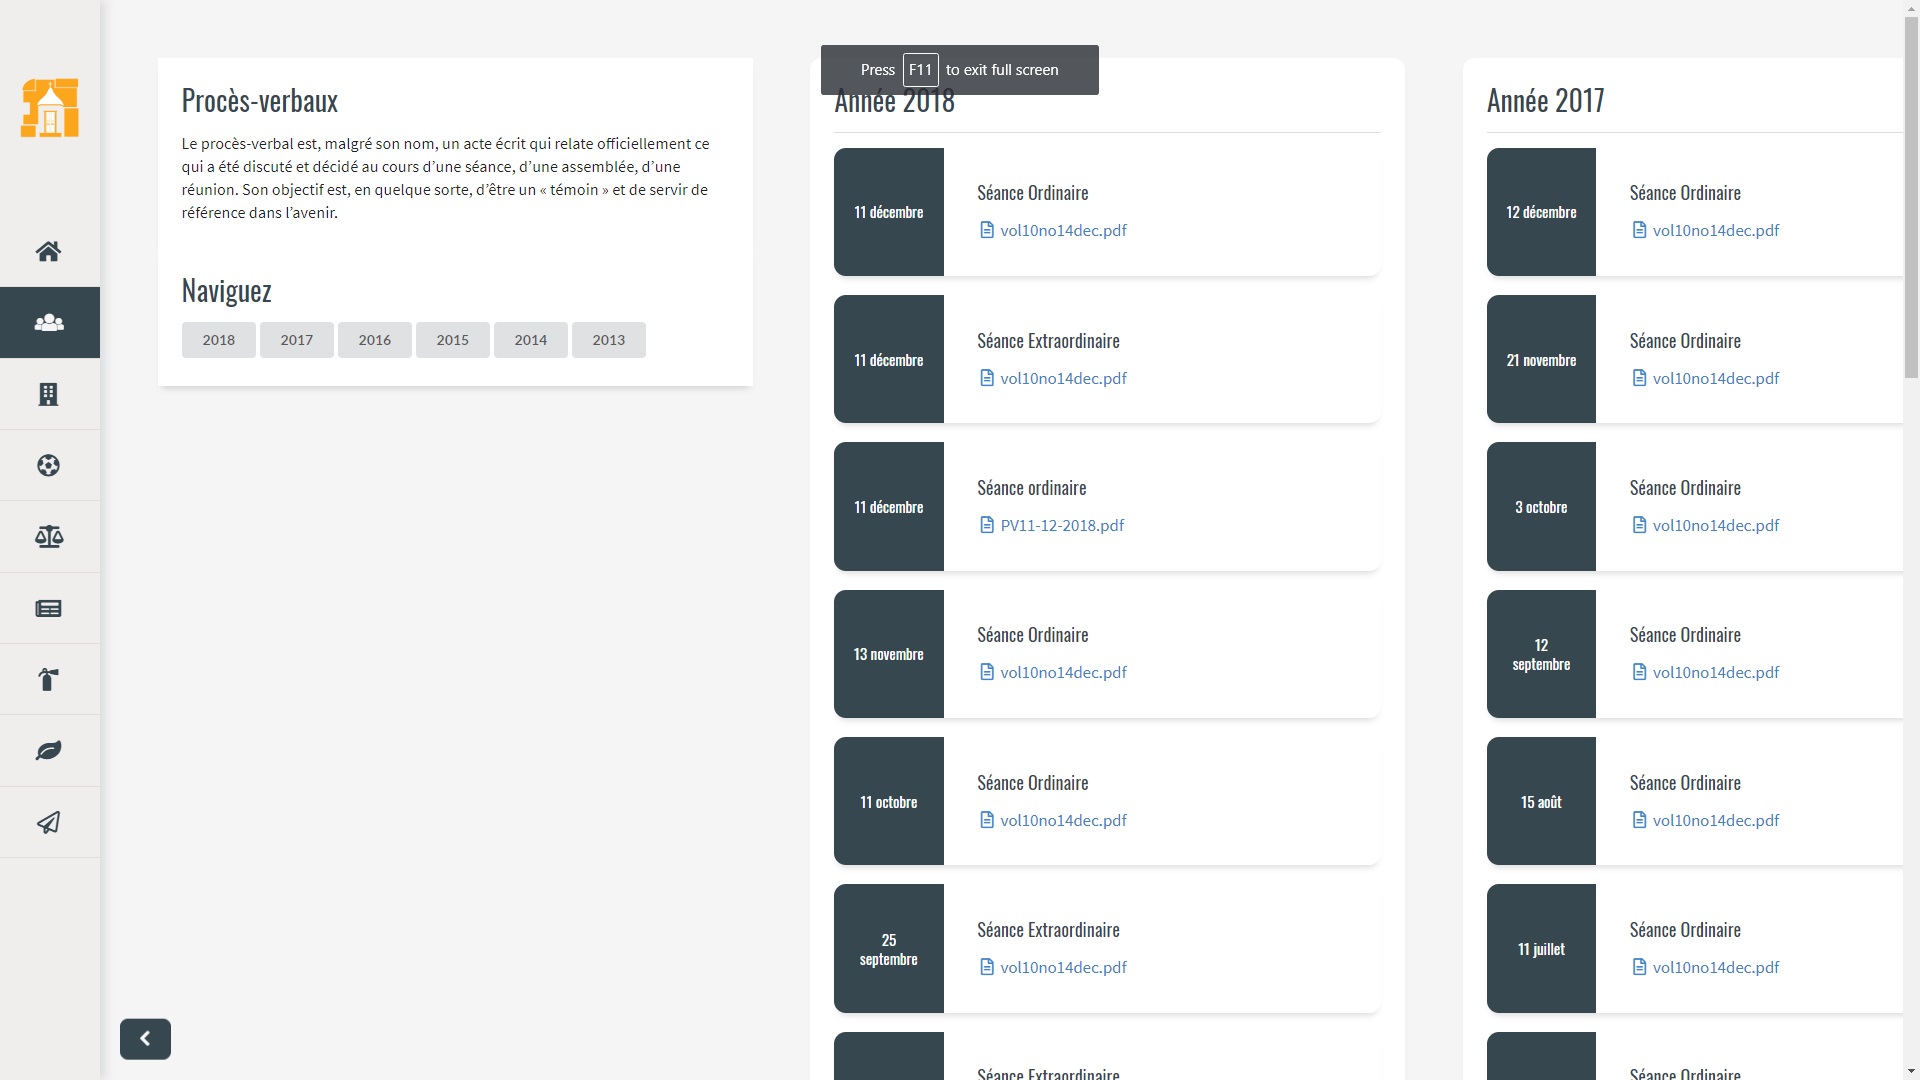 Procès-verbaux
Le procès-verbal est, malgré son nom, un acte écrit qui relate officiellement ce
qui a été discuté et décidé au cours d’une séance, d’une assemblée, d’une
réunion. Son objectif est, en quelque sorte, d’être un « témoin » et de servir de
référence dans l’avenir.
Naviguez
2018 2017 2016 2015 2014 2013
Press F11 to exit full screen
Année 2018
11 décembre
Séance Ordinaire
vol10no14dec.pdf
11 décembre
Séance Extraordinaire
vol10no14dec.pdf
11 décembre
Séance ordinaire
PV11-12-2018.pdf
13 novembre
Séance Ordinaire
vol10no14dec.pdf
11 octobre
Séance Ordinaire
vol10no14dec.pdf
25
septembre
Séance Extraordinaire
vol10no14dec.pdf
Séance Extraordinaire
Année 2017
12 décembre
Séance Ordinaire
vol10no14dec.pdf
21 novembre
Séance Ordinaire
vol10no14dec.pdf
3 octobre
Séance Ordinaire
vol10no14dec.pdf
12
septembre
Séance Ordinaire
vol10no14dec.pdf
15 août
Séance Ordinaire
vol10no14dec.pdf
11 juillet
Séance Ordinaire
vol10no14dec.pdf
Séance Ordinaire